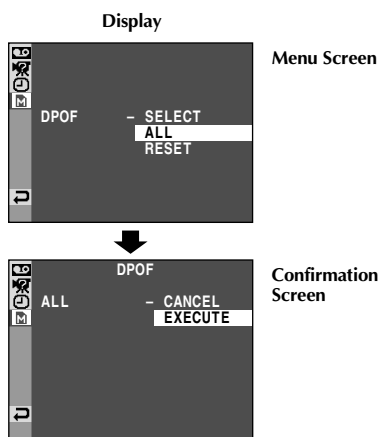 Display
Menu Screen
M
DPOF – SELECT
ALL
RESET
DPOF
Confirmation
Screen
ALL – CANCEL
M
EXECUTE